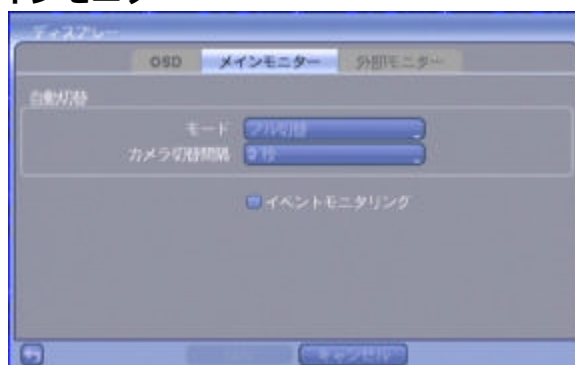 ディスプレー
OSD メインモニター 外部モニター
自動切替
モード フル切替
カメラ切替間隔
イベントモニタリング
キャンセル